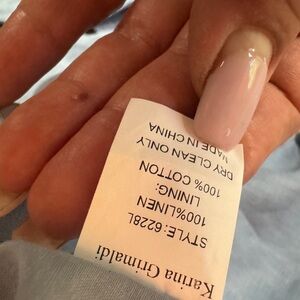 Karina Grimaldi
STYLE:6228L
100%LINEN
LINING:
100% COTTON
DRY CLEAN ONLY
MADE IN CHINA